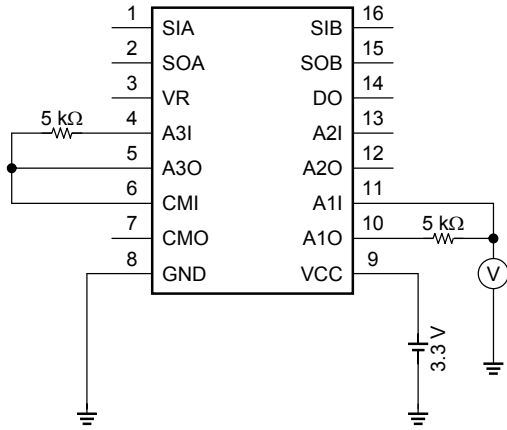 1 SIA SIB 16
2 SOA SOB 15
3 VR DO 14
5 kΩ 4 A3I A2I 13
5 A3O A2O 12
6 CMI A1I 11
7 CMO A1O 10 5 kΩ
8 GND VCC 9
V
3.3 V